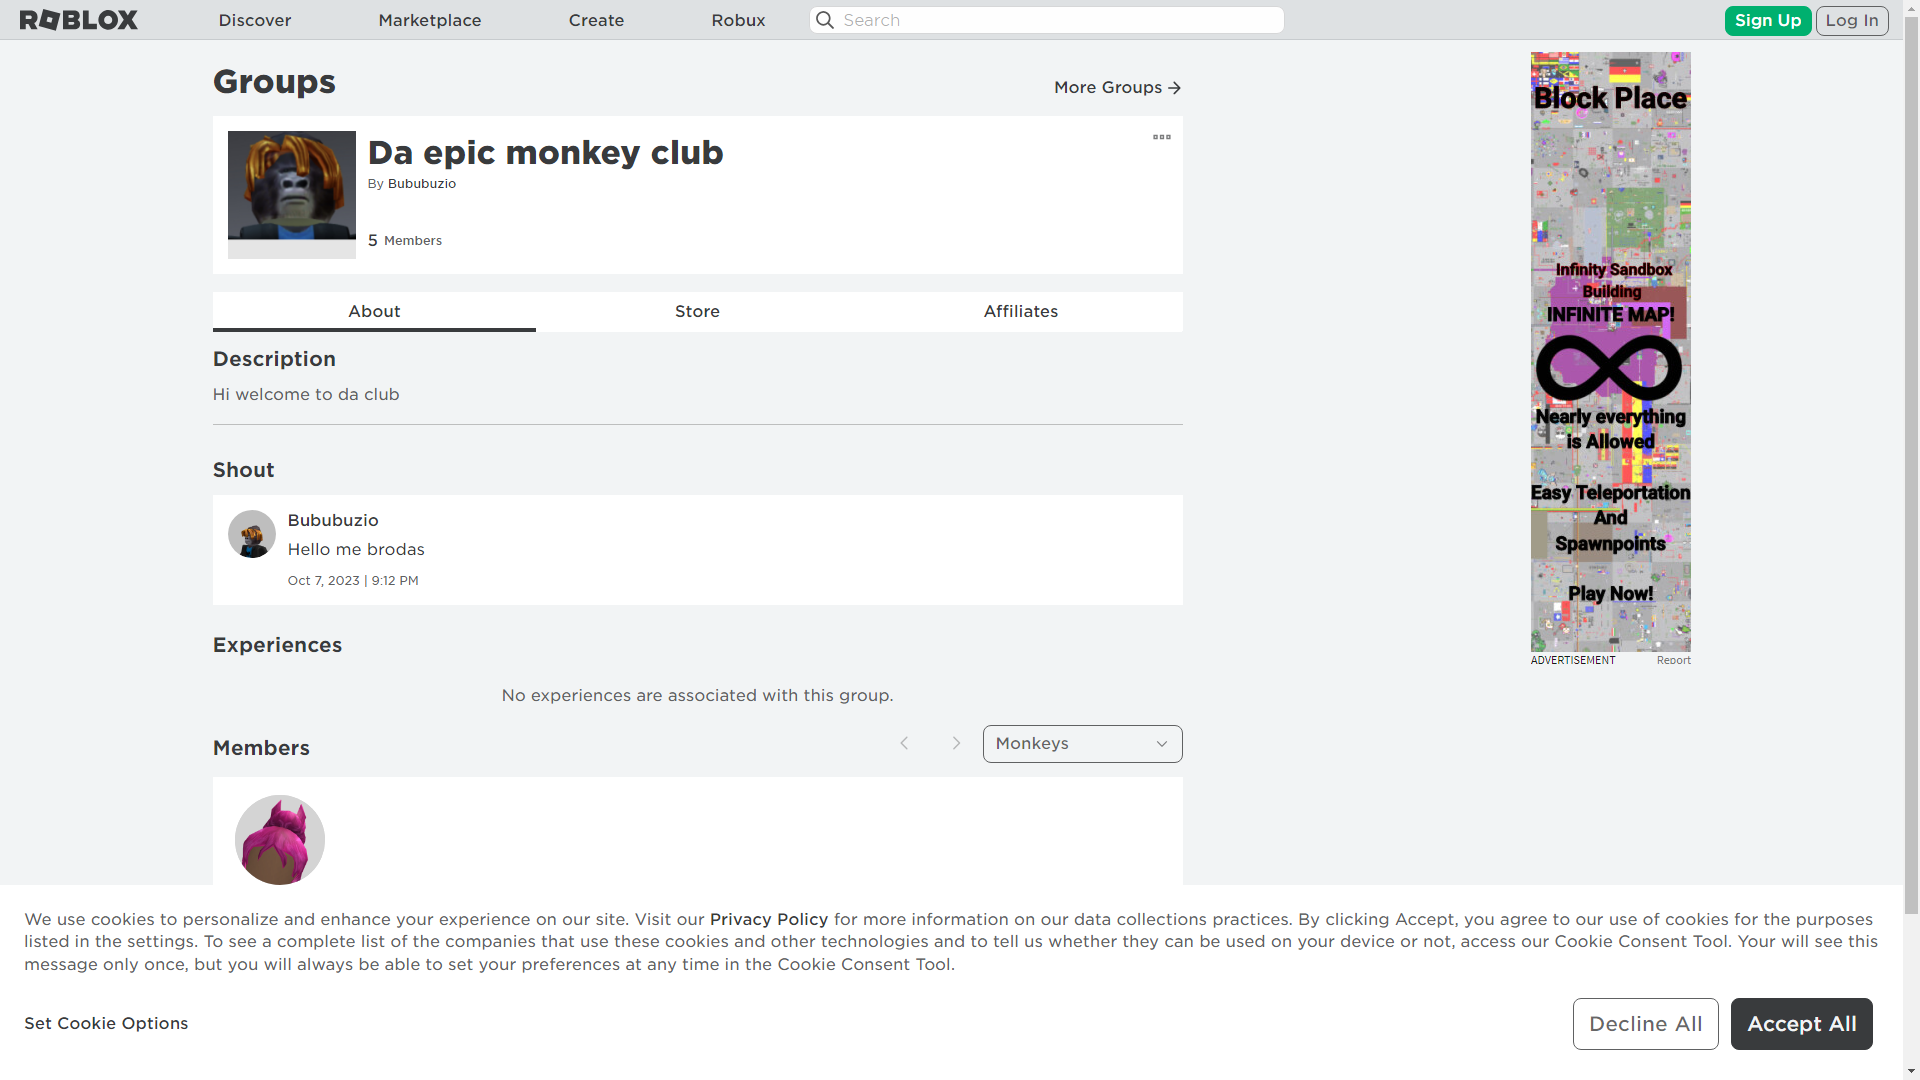 ROBLOX
Discover
Marketplace
Create
Robux
Search
Sign Up
Log In
Groups
More Groups
Da epic monkey club
By Bububuzio
5 Members
About
Store
Affiliates
Description
Hi welcome to da club
Shout
Bububuzio
Hello me brodas
Oct 7, 2023 | 9:12 PM
Experiences
No experiences are associated with this group.
Members
Monkeys
Block Place
Infinity Sandbox
Building
INFINITE MAP!
Nearly everything
is Allowed
Easy Teleportation
And
Spawnpoints
Play Now!
ADVERTISEMENT
Report
We use cookies to personalize and enhance your experience on our site. Visit our Privacy Policy for more information on our data collections practices. By clicking Accept, you agree to our use of cookies for the purposes
listed in the settings. To see a complete list of the companies that use these cookies and other technologies and to tell us whether they can be used on your device or not, access our Cookie Consent Tool. Your will see this
message only once, but you will always be able to set your preferences at any time in the Cookie Consent Tool.
Set Cookie Options
Decline All
Accept All